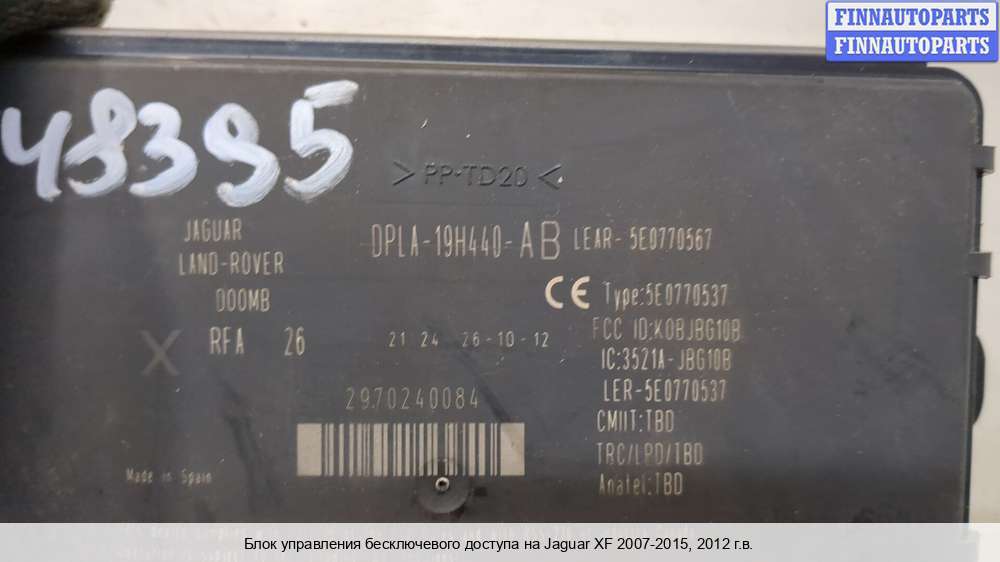 FINNAUTOPARTS
FINNAUTOPARTS
48395
> PP-TD20 <
JAGUAR
LAND-ROVER
DPLA-19H440-AB
LEAR- 5E0770567
D00MB
CE Type:5E0770537
X RFA 26
21 24 26-10-12
FCC ID:KOBJBG10B
IC:3521A-JBG10B
2970240084
LER-5E0770537
CMIIT:TBD
TRC/LPD/TBD
Made in Spain
Anatel:TBD
Блок управления бесключевого доступа на Jaguar XF 2007-2015, 2012 г.в.